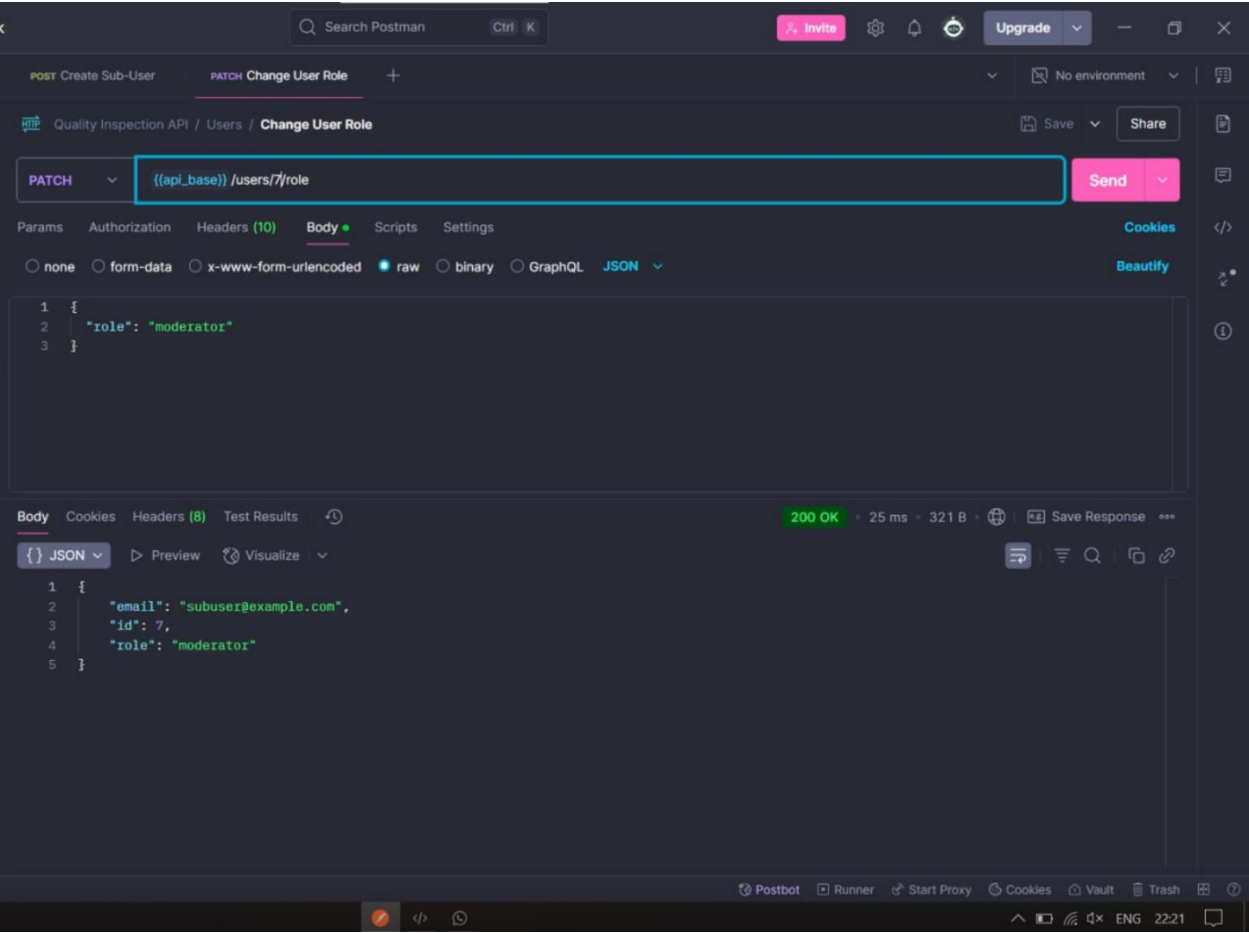 Search Postman Ctrl K Invite Upgrade
POST Create Sub-User PATCH Change User Role No environment
HTTP Quality Inspection API / Users / Change User Role Save Share
PATCH {{api_base}} /users/7/role Send
Params Authorization Headers (10) Body Scripts Settings Cookies
none form-data x-www-form-urlencoded raw binary GraphQL JSON Beautify
1 {
2 "role": "moderator"
3 }
Body Cookies Headers (8) Test Results 200 OK 25 ms 321 B Save Response
{ } JSON Preview Visualize
1 {
2 "email": "subuser@example.com",
3 "id": 7,
4 "role": "moderator"
5 }
Postbot Runner Start Proxy Cookies Vault Trash
ENG 22:21